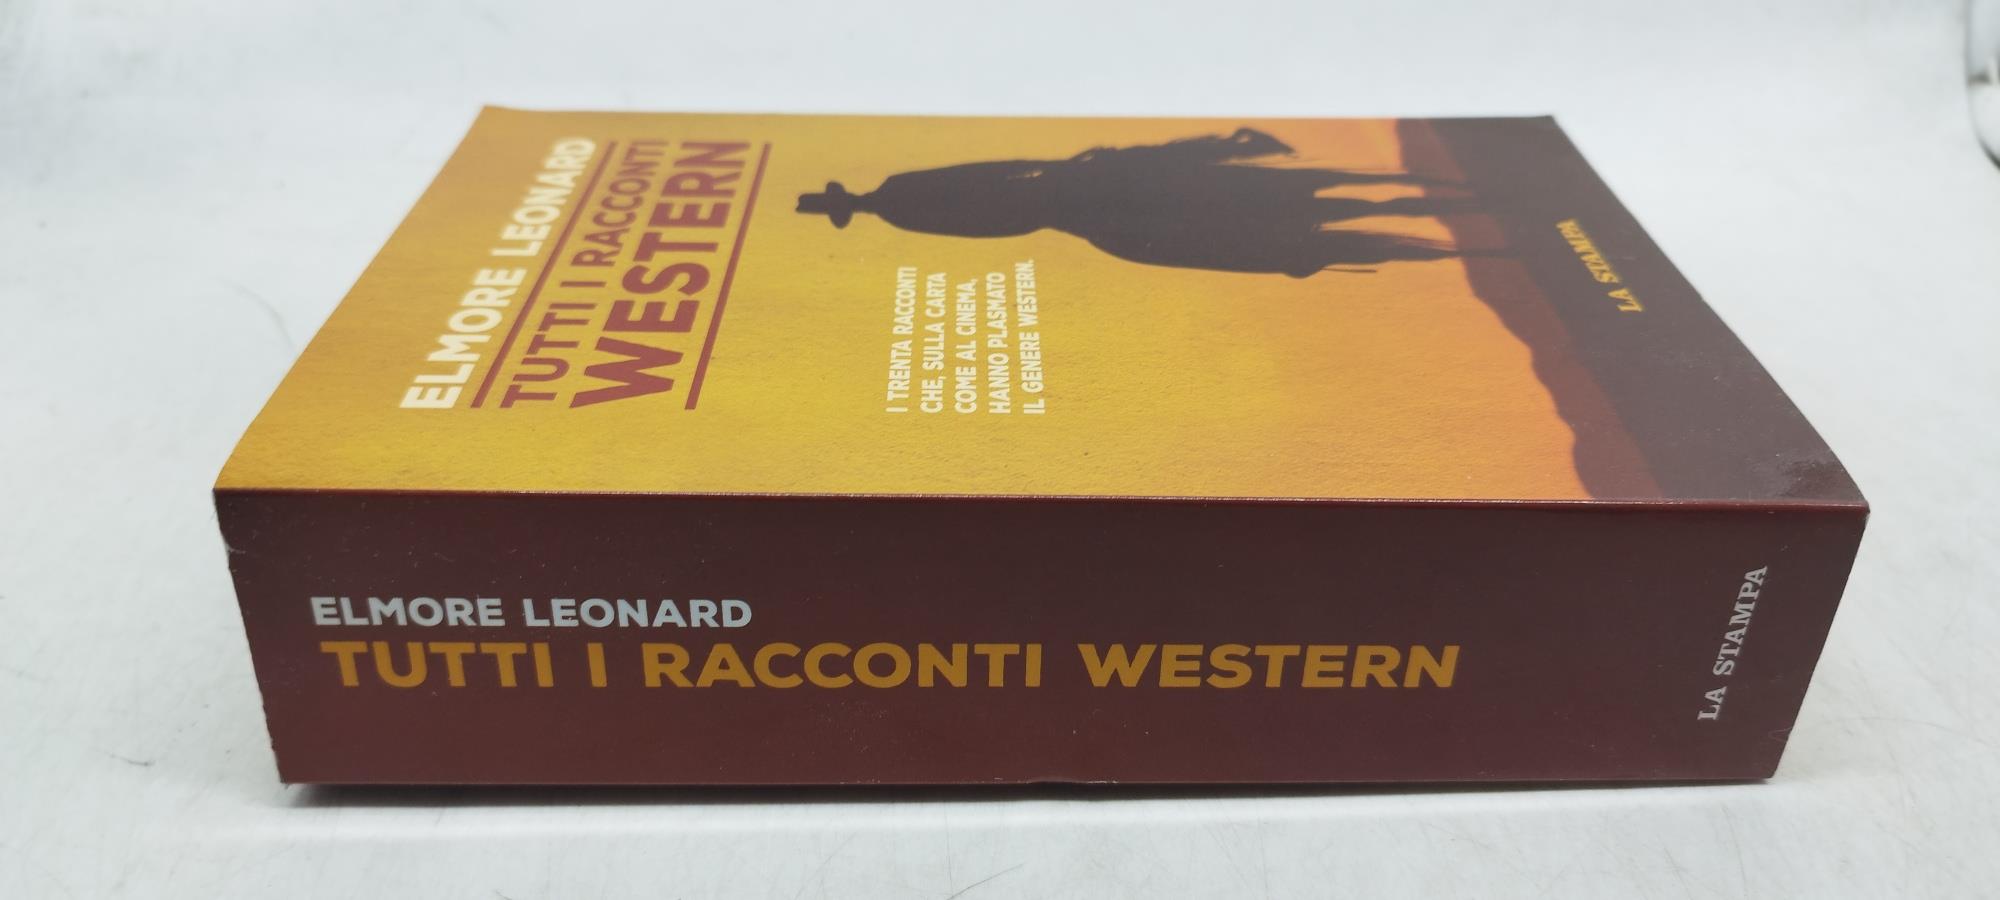 ELMORE LEONARD
TUTTI I RACCONTI
WESTERN
I TRENTA RACCONTI
CHE, SULLA CARTA
COME AL CINEMA,
HANNO PLASMATO
IL GENERE WESTERN.
LA STAMPA
ELMORE LEONARD
TUTTI I RACCONTI WESTERN
LA STAMPA